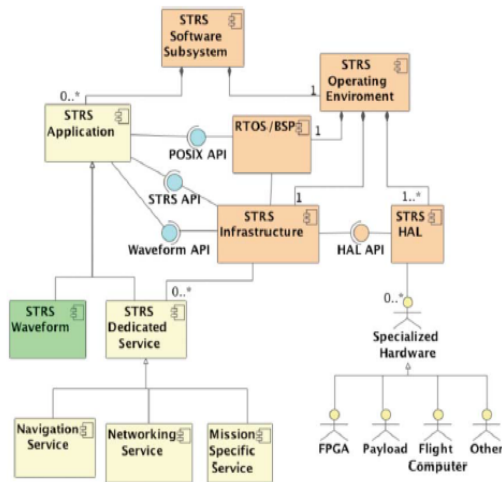 STRS
Software
Subsystem
STRS
Operating
Enviroment
0..*
1
STRS
Application
RTOS/BSP
1
POSIX API
STRS API
1
1..*
STRS
Infrastructure
STRS
HAL
Waveform API
HAL API
0..*
0..*
STRS
Waveform
STRS
Dedicated
Service
Specialized
Hardware
Navigation
Service
Networking
Service
Mission
Specific
Service
FPGA
Payload
Flight
Computer
Other